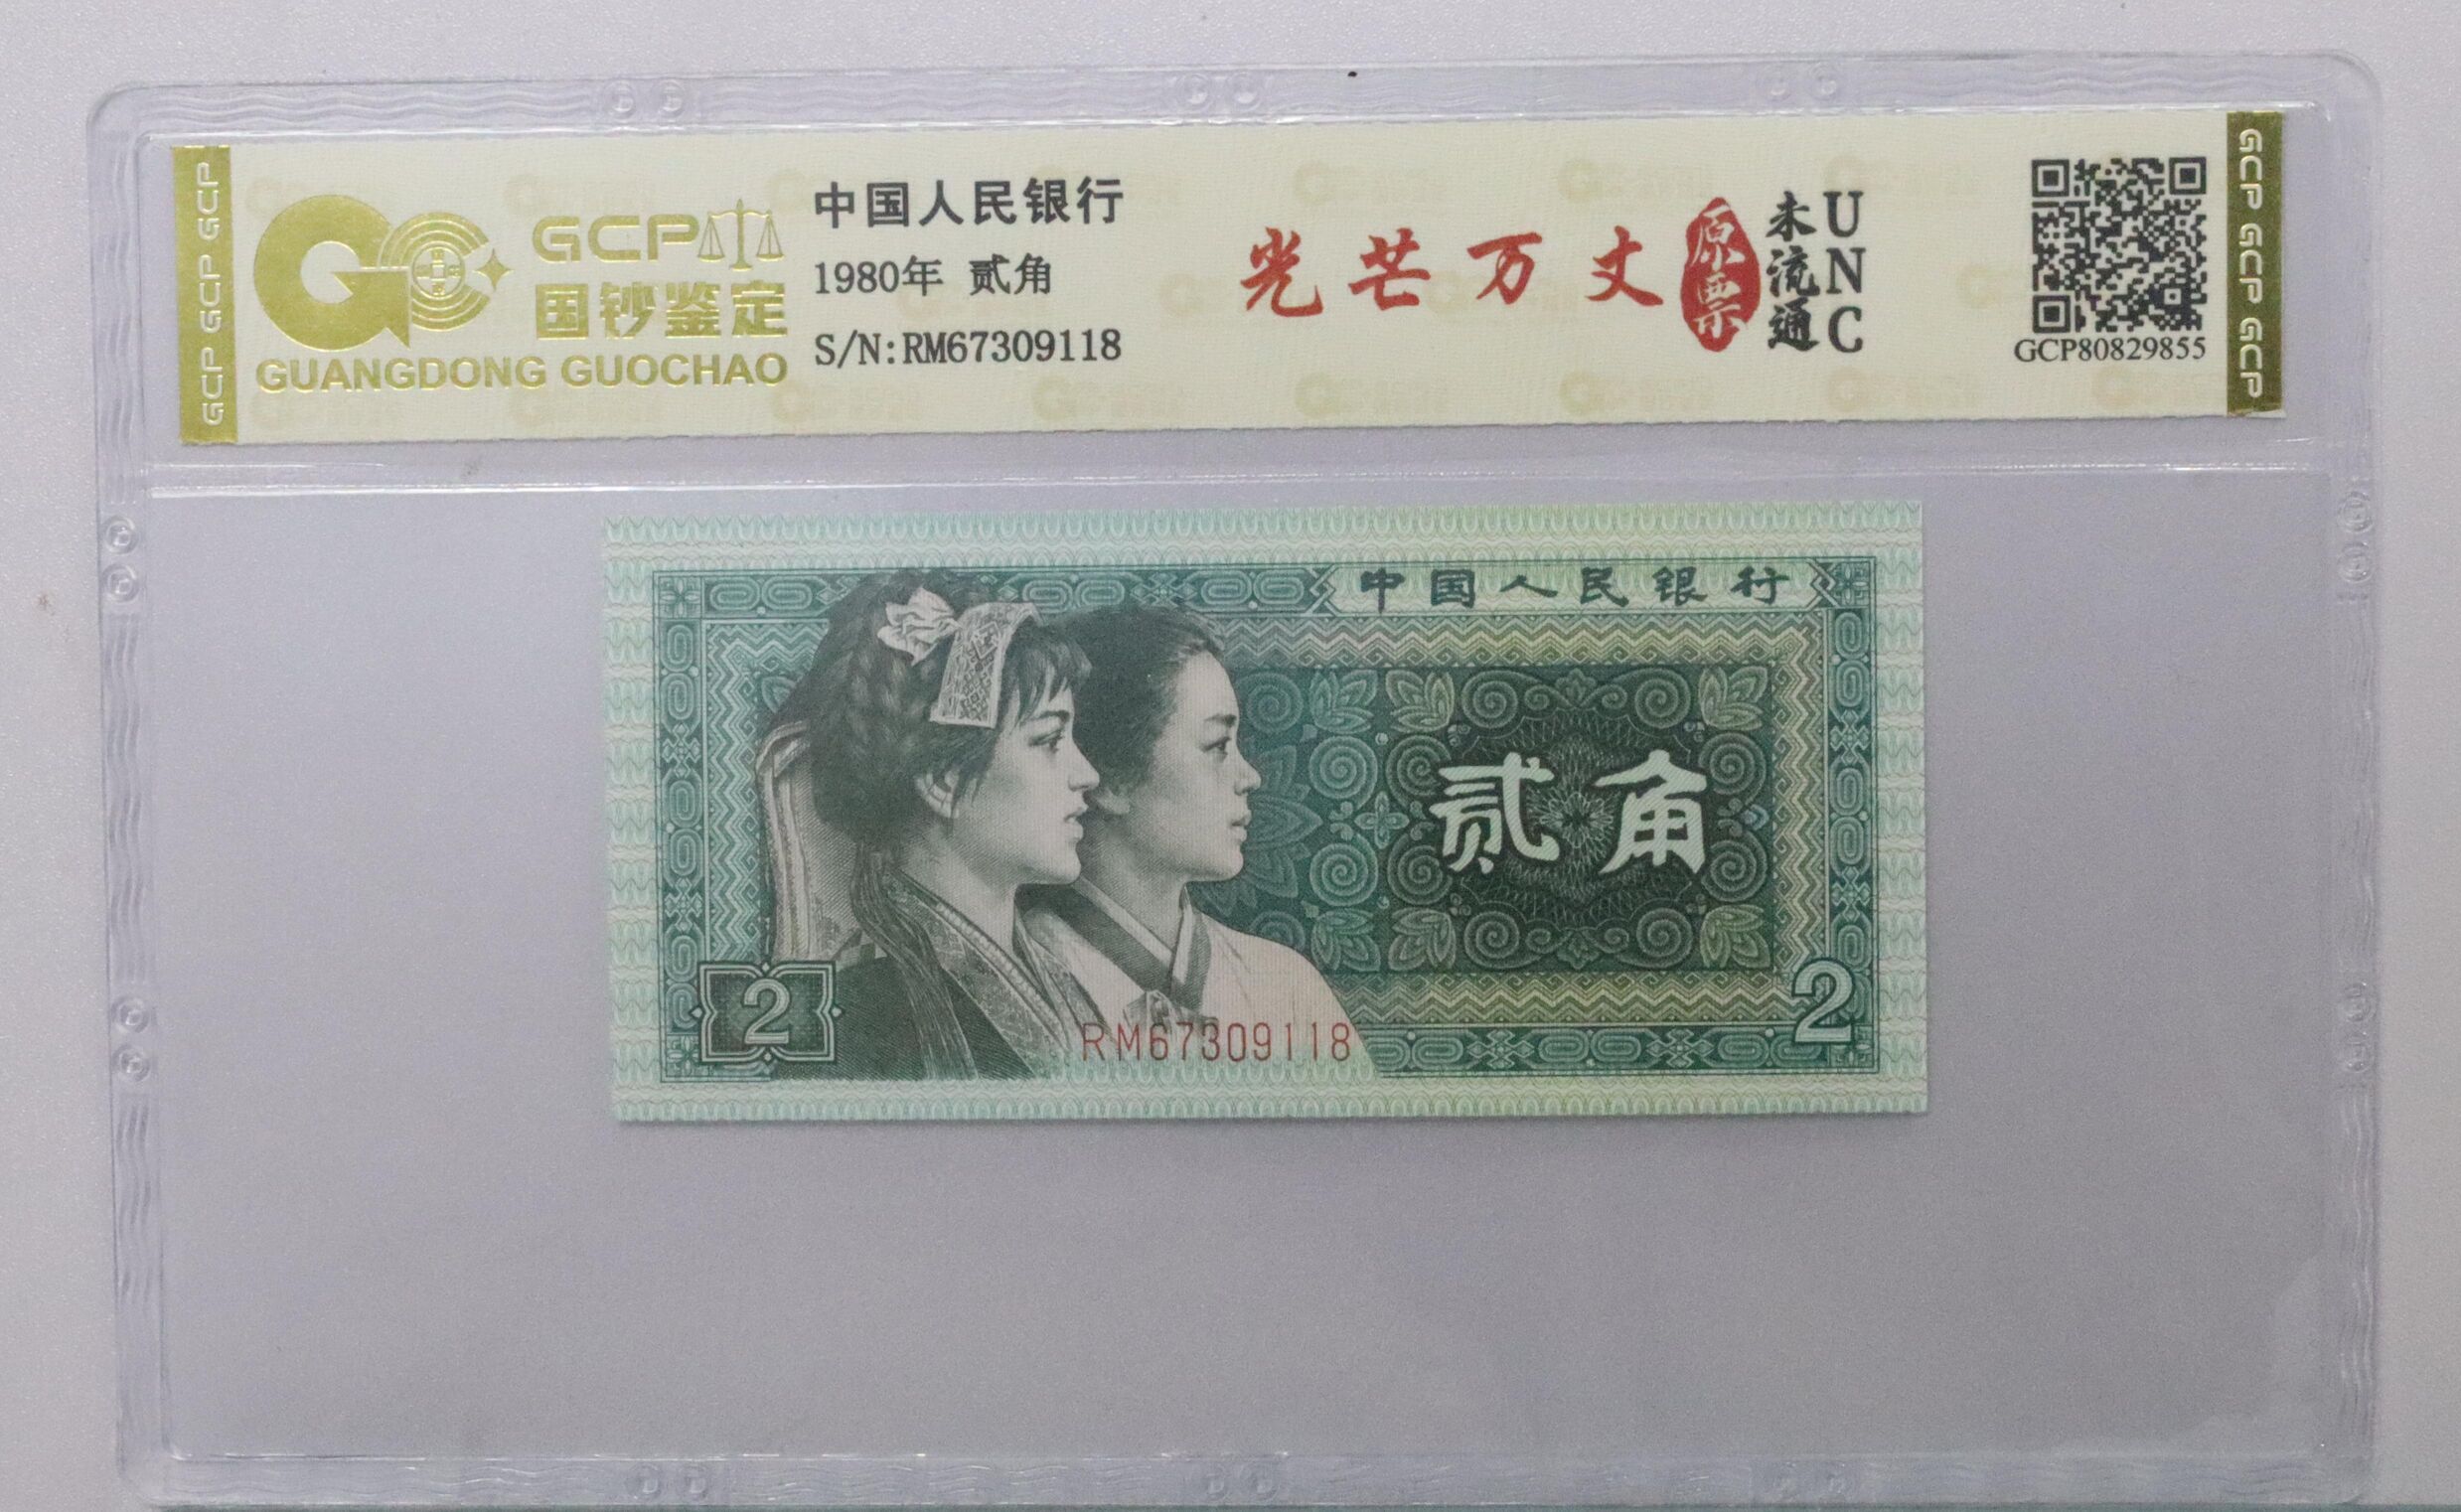 GCP GCP GCP
GCP
国钞鉴定
GUANGDONG GUOCHAO
中国人民银行
1980年 贰角
S/N:RM67309118
光芒万丈
原票
未流通
UNC
GCP80829855
GCP GCP GCP
中国人民银行
贰角
2
2
RM67309118